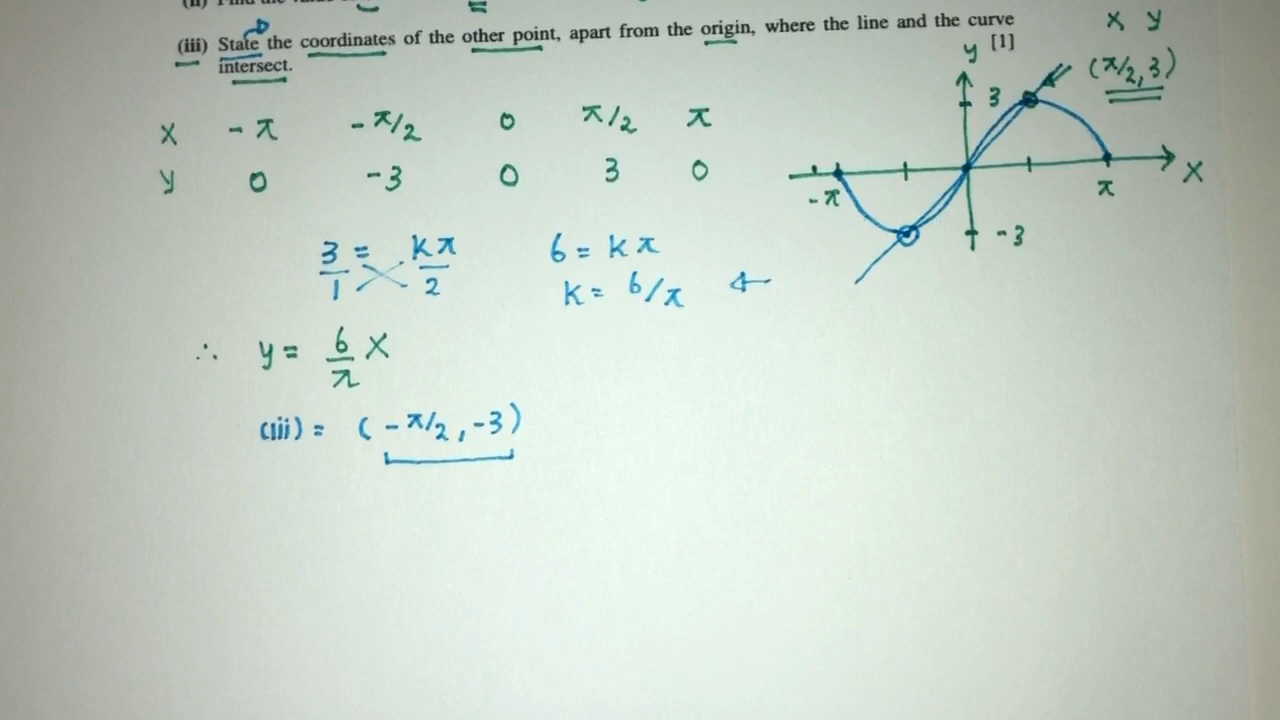 (iii) State the coordinates of the other point, apart from the origin, where the line and the curve
intersect. [1]
x y
(π/2, 3)
y
3
x
-π
π
-3
x -π -π/2 0 π/2 π
y 0 -3 0 3 0
3/1 = kπ/2 6 = kπ
k = 6/π ←
∴ y = 6/π x
(iii) = (-π/2, -3)